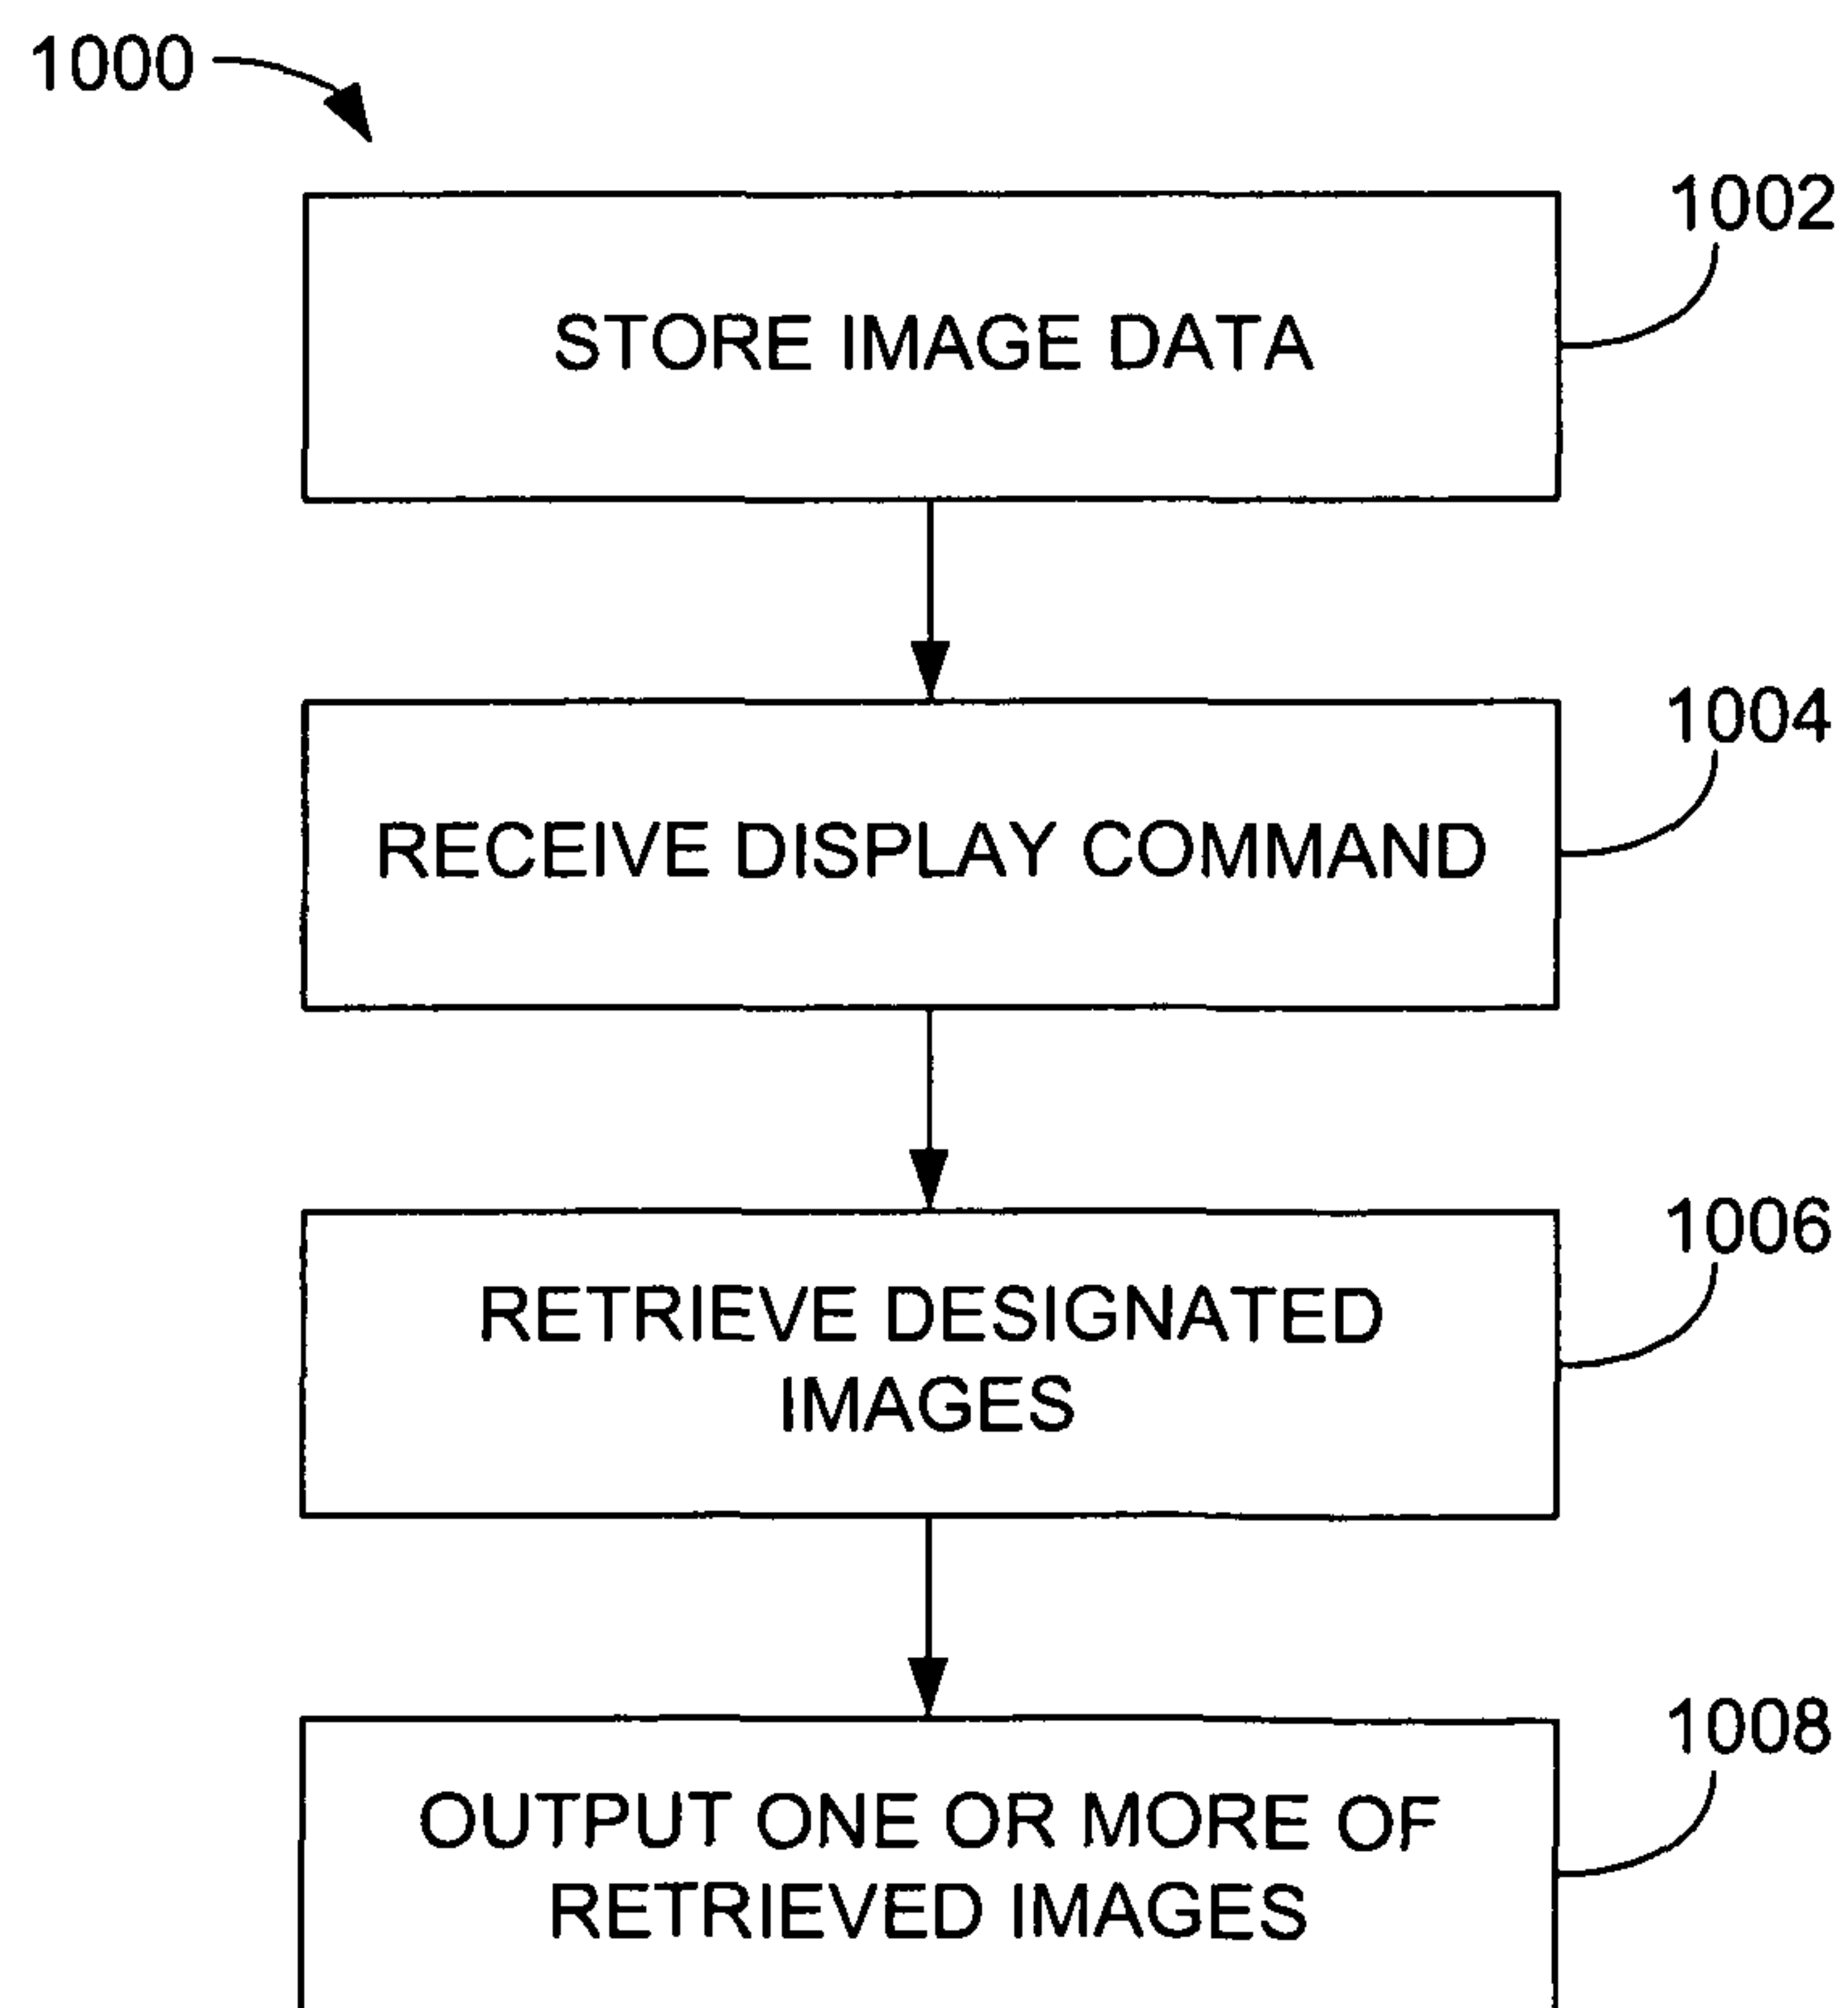 1000
1002
STORE IMAGE DATA
1004
RECEIVE DISPLAY COMMAND
1006
RETRIEVE DESIGNATED
IMAGES
1008
OUTPUT ONE OR MORE OF
RETRIEVED IMAGES